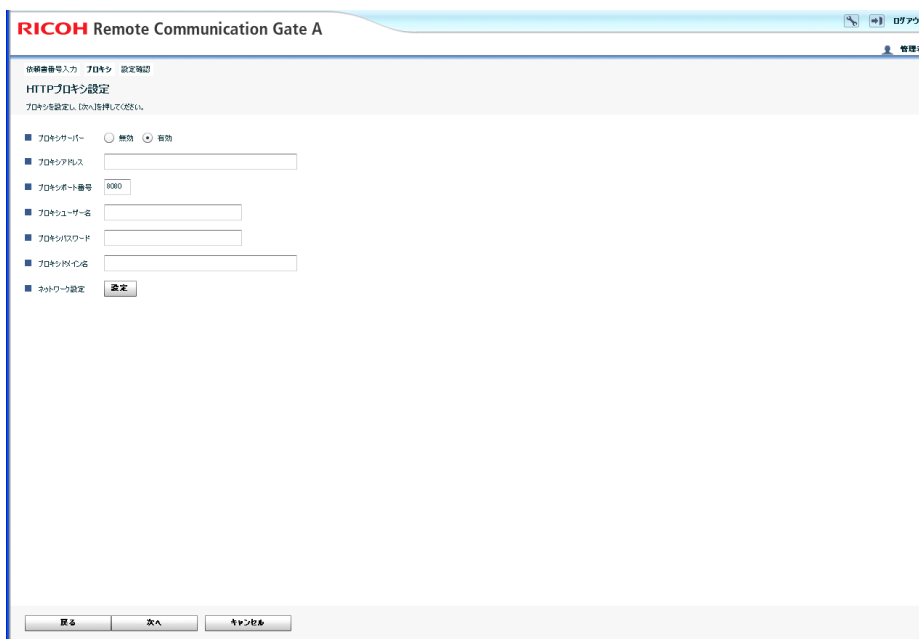 RICOH Remote Communication Gate A
ログアウ
管理者
依頼書番号入力 プロキシ 設定確認
HTTPプロキシ設定
プロキシを設定し、[次へ]を押してください。
プロキシサーバー 無効 有効
プロキシアドレス
プロキシポート番号 8080
プロキシユーザー名
プロキシパスワード
プロキシドメイン名
ネットワーク設定 設定
戻る 次へ キャンセル